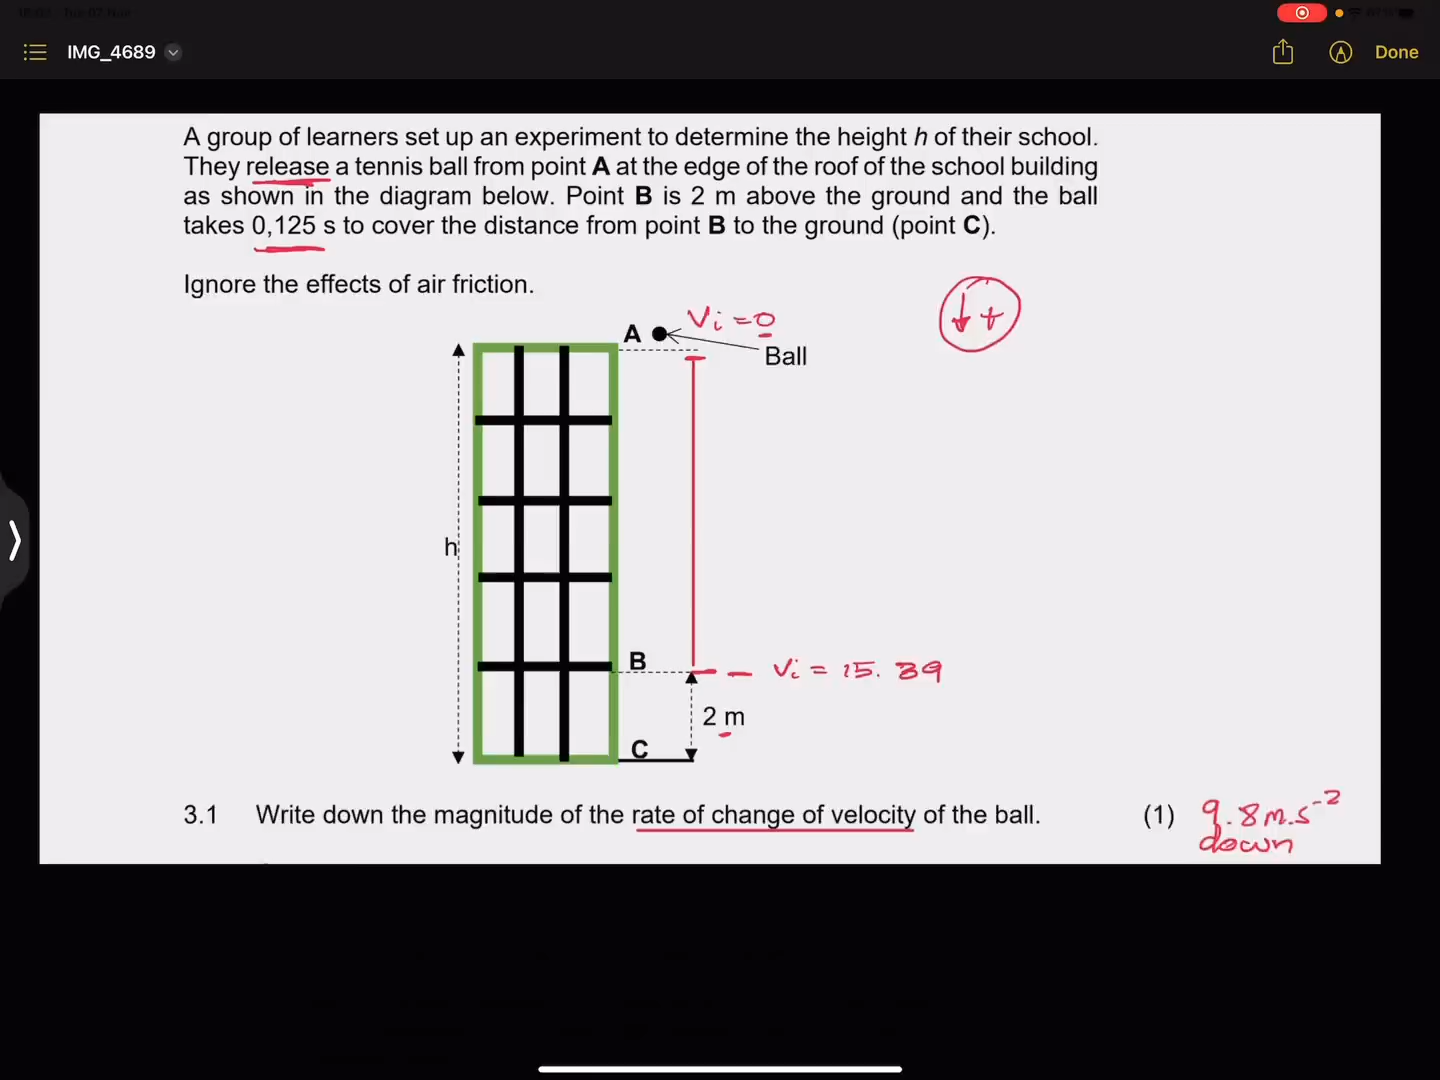 IMG_4689
Done
A group of learners set up an experiment to determine the height h of their school.
They release a tennis ball from point A at the edge of the roof of the school building
as shown in the diagram below. Point B is 2 m above the ground and the ball
takes 0,125 s to cover the distance from point B to the ground (point C).
Ignore the effects of air friction.
Vi = 0
↓ +
A
Ball
h
B
Vi = 15.39
2 m
C
3.1 Write down the magnitude of the rate of change of velocity of the ball. (1) 9.8 m.s⁻²
down